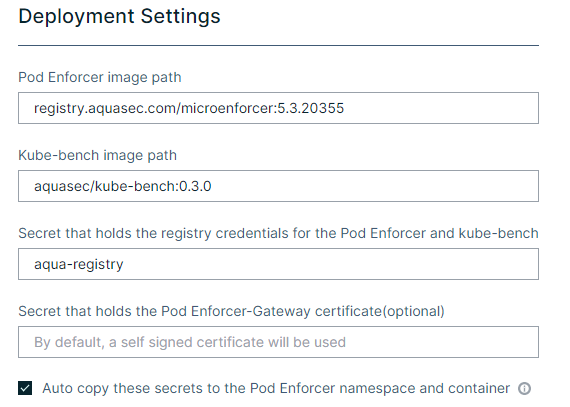 Deployment Settings
Pod Enforcer image path
registry.aquasec.com/microenforcer:5.3.20355
Kube-bench image path
aquasec/kube-bench:0.3.0
Secret that holds the registry credentials for the Pod Enforcer and kube-bench
aqua-registry
Secret that holds the Pod Enforcer-Gateway certificate(optional)
By default, a self signed certificate will be used
Auto copy these secrets to the Pod Enforcer namespace and container